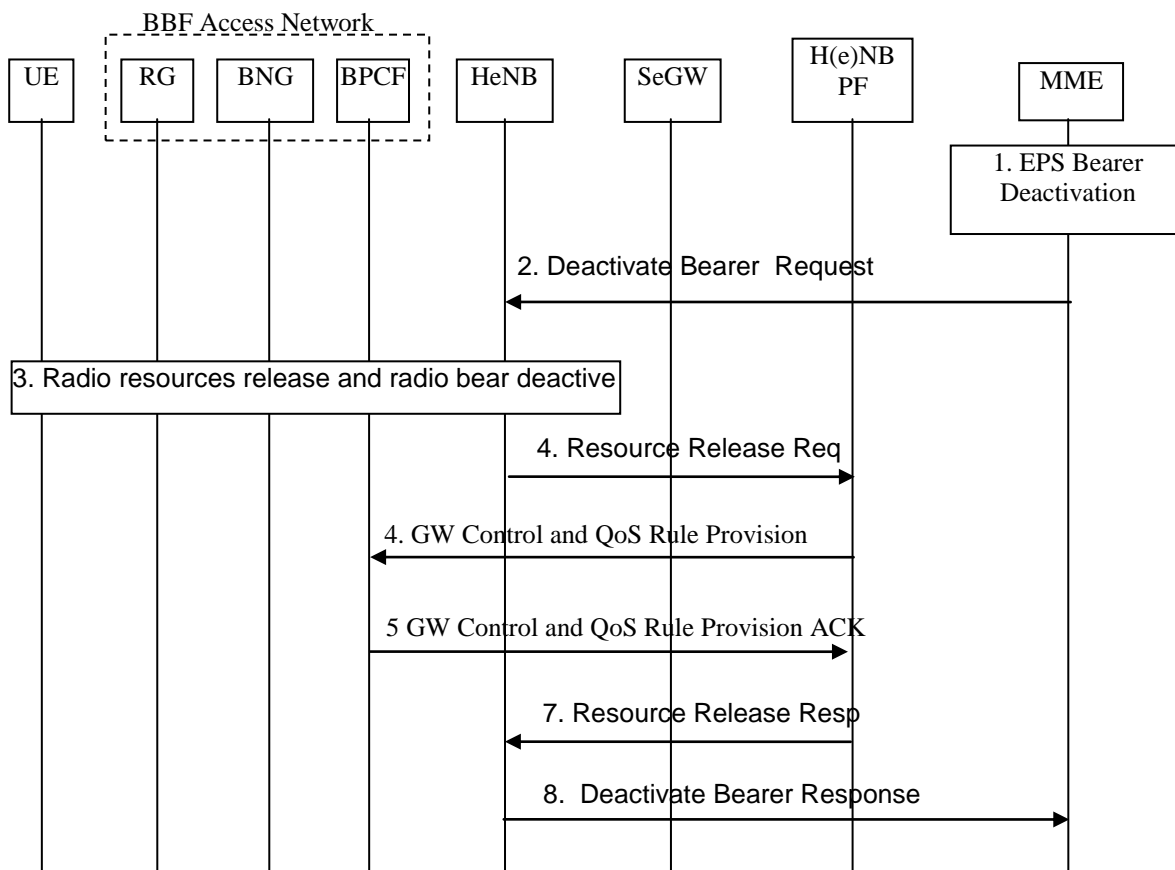 BBF Access Network
UE
RG
BNG
BPCF
HeNB
SeGW
H(e)NB
PF
MME
1. EPS Bearer
Deactivation
2. Deactivate Bearer Request
3. Radio resources release and radio bear deactive
4. Resource Release Req
4. GW Control and QoS Rule Provision
5 GW Control and QoS Rule Provision ACK
7. Resource Release Resp
8. Deactivate Bearer Response